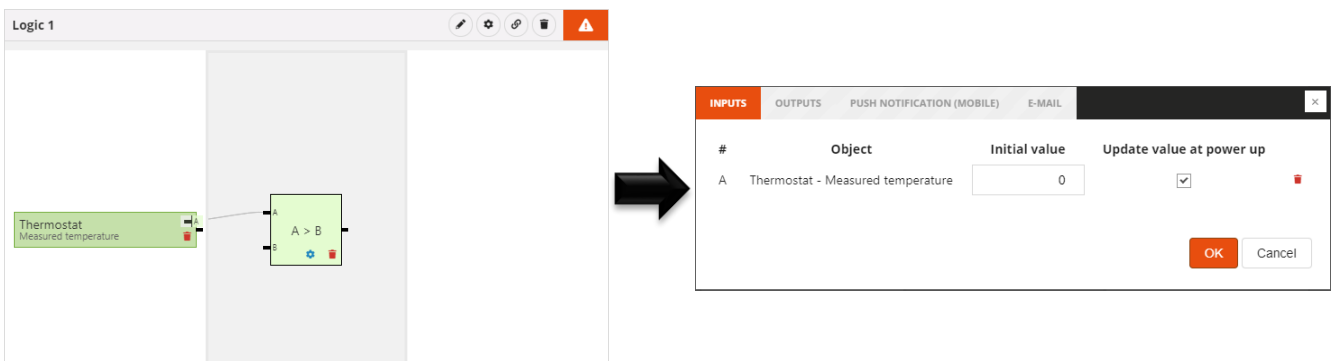 Logic 1
Thermostat
Measured temperature
A
A
B
A > B
INPUTS OUTPUTS PUSH NOTIFICATION (MOBILE) E-MAIL ×
# Object Initial value Update value at power up
A Thermostat - Measured temperature 0
OK Cancel